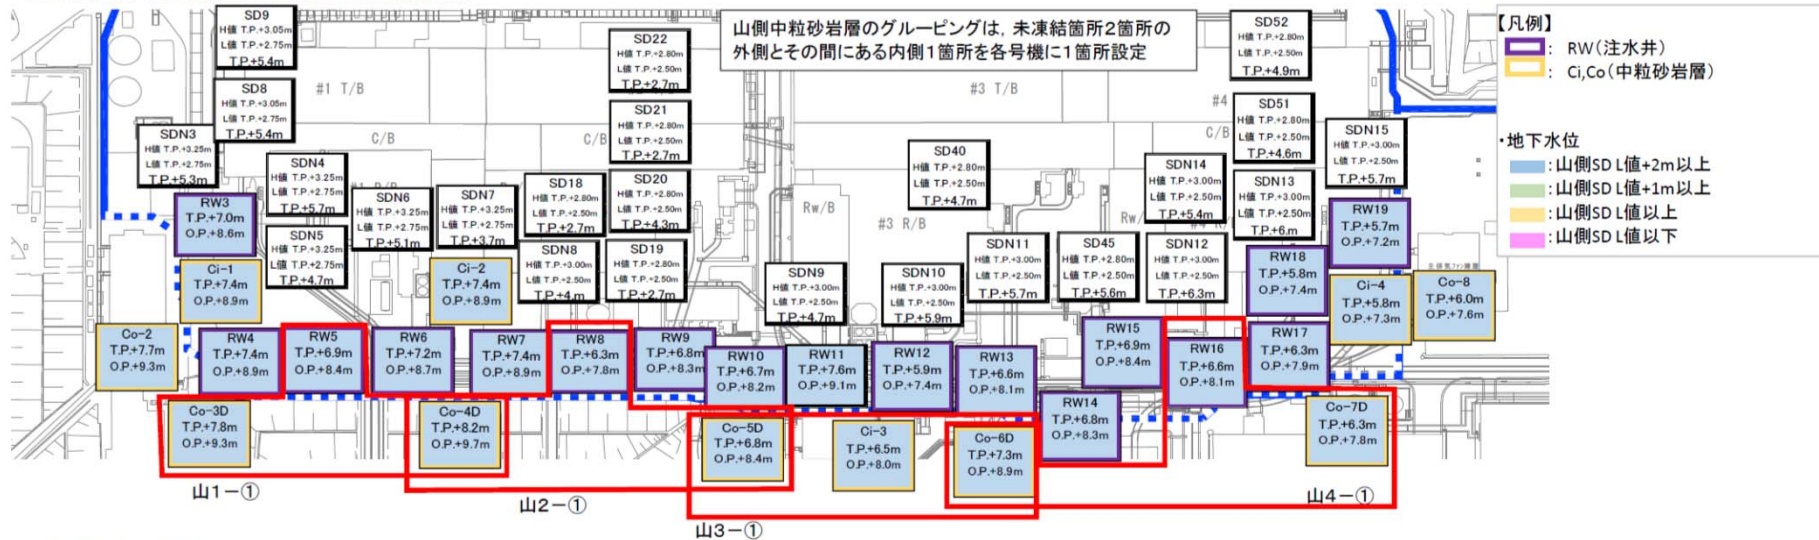 山側中粒砂岩層のグルーピングは，未凍結箇所2箇所の
外側とその間にある内側1箇所を各号機に1箇所設定
【凡例】
： RW（注水井）
： Ci,Co（中粒砂岩層）
・地下水位
：山側SD L値+2m以上
：山側SD L値+1m以上
：山側SD L値以上
：山側SD L値以下
SD9
H値 T.P.+3.05m
L値 T.P.+2.75m
T.P.+5.4m
SD8
H値 T.P.+3.05m
L値 T.P.+2.75m
T.P.+5.4m
SDN3
H値 T.P.+3.25m
L値 T.P.+2.75m
T.P.+5.3m
SDN4
H値 T.P.+3.25m
L値 T.P.+2.75m
T.P.+5.7m
SDN5
H値 T.P.+3.25m
L値 T.P.+2.75m
T.P.+4.7m
SDN6
H値 T.P.+3.25m
L値 T.P.+2.75m
T.P.+5.1m
SDN7
H値 T.P.+3.25m
L値 T.P.+2.75m
T.P.+3.7m
SD18
H値 T.P.+2.80m
L値 T.P.+2.50m
T.P.+2.7m
SDN8
H値 T.P.+3.00m
L値 T.P.+2.50m
T.P.+4.m
SD22
H値 T.P.+2.80m
L値 T.P.+2.50m
T.P.+2.7m
SD21
H値 T.P.+2.80m
L値 T.P.+2.50m
T.P.+2.7m
SD20
H値 T.P.+2.80m
L値 T.P.+2.50m
T.P.+4.3m
SD19
H値 T.P.+2.80m
L値 T.P.+2.50m
T.P.+2.7m
SDN9
H値 T.P.+3.00m
L値 T.P.+2.50m
T.P.+4.7m
SDN10
H値 T.P.+3.00m
L値 T.P.+2.50m
T.P.+5.9m
SD40
H値 T.P.+2.80m
L値 T.P.+2.50m
T.P.+4.7m
SDN11
H値 T.P.+3.00m
L値 T.P.+2.50m
T.P.+5.7m
SD45
H値 T.P.+2.80m
L値 T.P.+2.50m
T.P.+5.6m
SDN12
H値 T.P.+3.00m
L値 T.P.+2.50m
T.P.+6.3m
SDN14
H値 T.P.+3.00m
L値 T.P.+2.50m
T.P.+5.4m
SD52
H値 T.P.+2.80m
L値 T.P.+2.50m
T.P.+4.9m
SD51
H値 T.P.+2.80m
L値 T.P.+2.50m
T.P.+4.6m
SDN13
H値 T.P.+3.00m
L値 T.P.+2.50m
T.P.+6.m
SDN15
H値 T.P.+3.00m
L値 T.P.+2.50m
T.P.+5.7m
#1 T/B
C/B
C/B
#3 T/B
#4
C/B
Rw/B
#3 R/B
Rw/
RW3
T.P.+7.0m
O.P.+8.6m
Ci-1
T.P.+7.4m
O.P.+8.9m
Ci-2
T.P.+7.4m
O.P.+8.9m
RW19
T.P.+5.7m
O.P.+7.2m
RW18
T.P.+5.8m
O.P.+7.4m
Ci-4
T.P.+5.8m
O.P.+7.3m
Co-8
T.P.+6.0m
O.P.+7.6m
Co-2
T.P.+7.7m
O.P.+9.3m
RW4
T.P.+7.4m
O.P.+8.9m
RW5
T.P.+6.9m
O.P.+8.4m
RW6
T.P.+7.2m
O.P.+8.7m
RW7
T.P.+7.4m
O.P.+8.9m
RW8
T.P.+6.3m
O.P.+7.8m
RW9
T.P.+6.8m
O.P.+8.3m
RW10
T.P.+6.7m
O.P.+8.2m
RW11
T.P.+7.6m
O.P.+9.1m
RW12
T.P.+5.9m
O.P.+7.4m
RW13
T.P.+6.6m
O.P.+8.1m
RW14
T.P.+6.8m
O.P.+8.3m
RW15
T.P.+6.9m
O.P.+8.4m
RW16
T.P.+6.6m
O.P.+8.1m
RW17
T.P.+6.3m
O.P.+7.9m
Co-3D
T.P.+7.8m
O.P.+9.3m
Co-4D
T.P.+8.2m
O.P.+9.7m
Co-5D
T.P.+6.8m
O.P.+8.4m
Ci-3
T.P.+6.5m
O.P.+8.0m
Co-6D
T.P.+7.3m
O.P.+8.9m
Co-7D
T.P.+6.3m
O.P.+7.8m
山1－①
山2－①
山3－①
山4－①